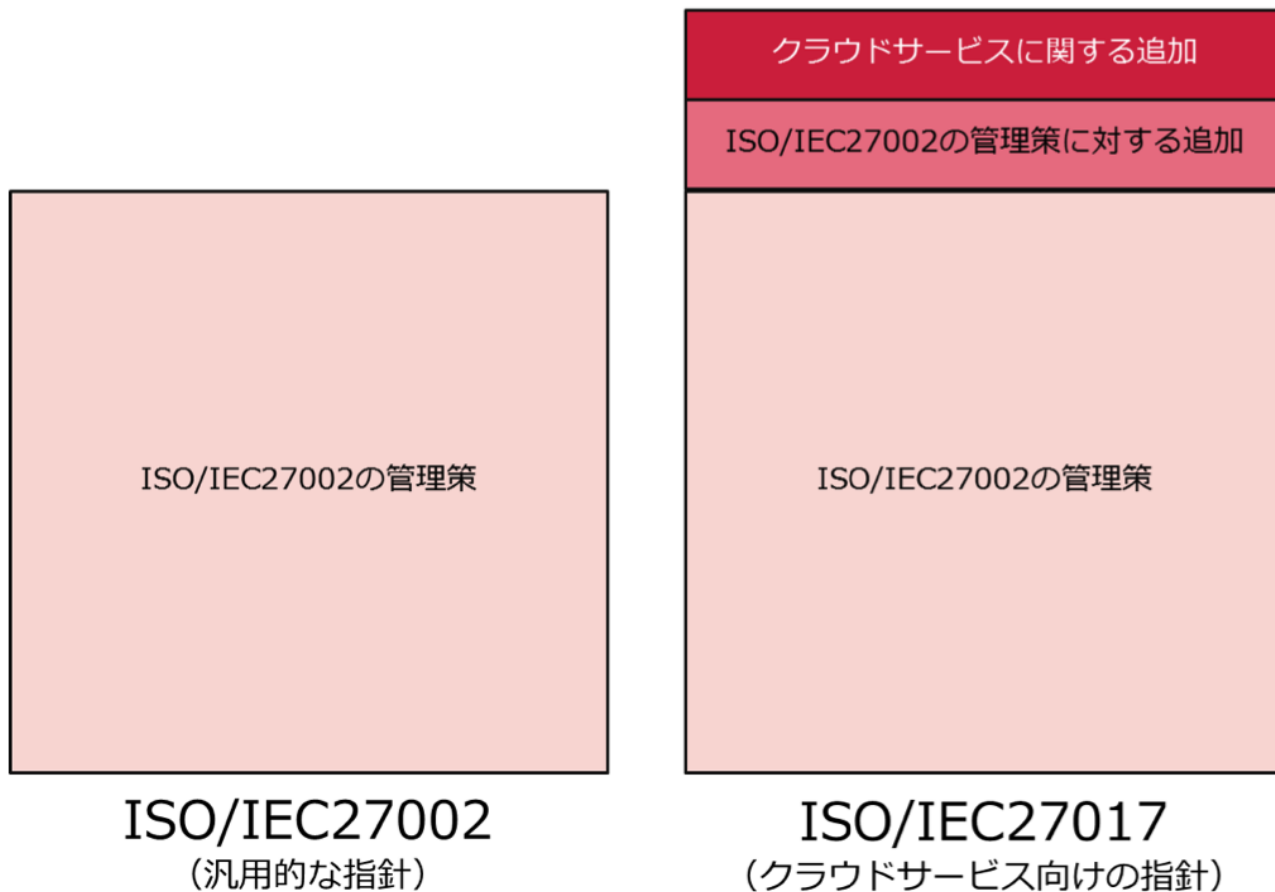 クラウドサービスに関する追加
ISO/IEC27002の管理策に対する追加
ISO/IEC27002の管理策
ISO/IEC27002の管理策
ISO/IEC27002
（汎用的な指針）
ISO/IEC27017
（クラウドサービス向けの指針）